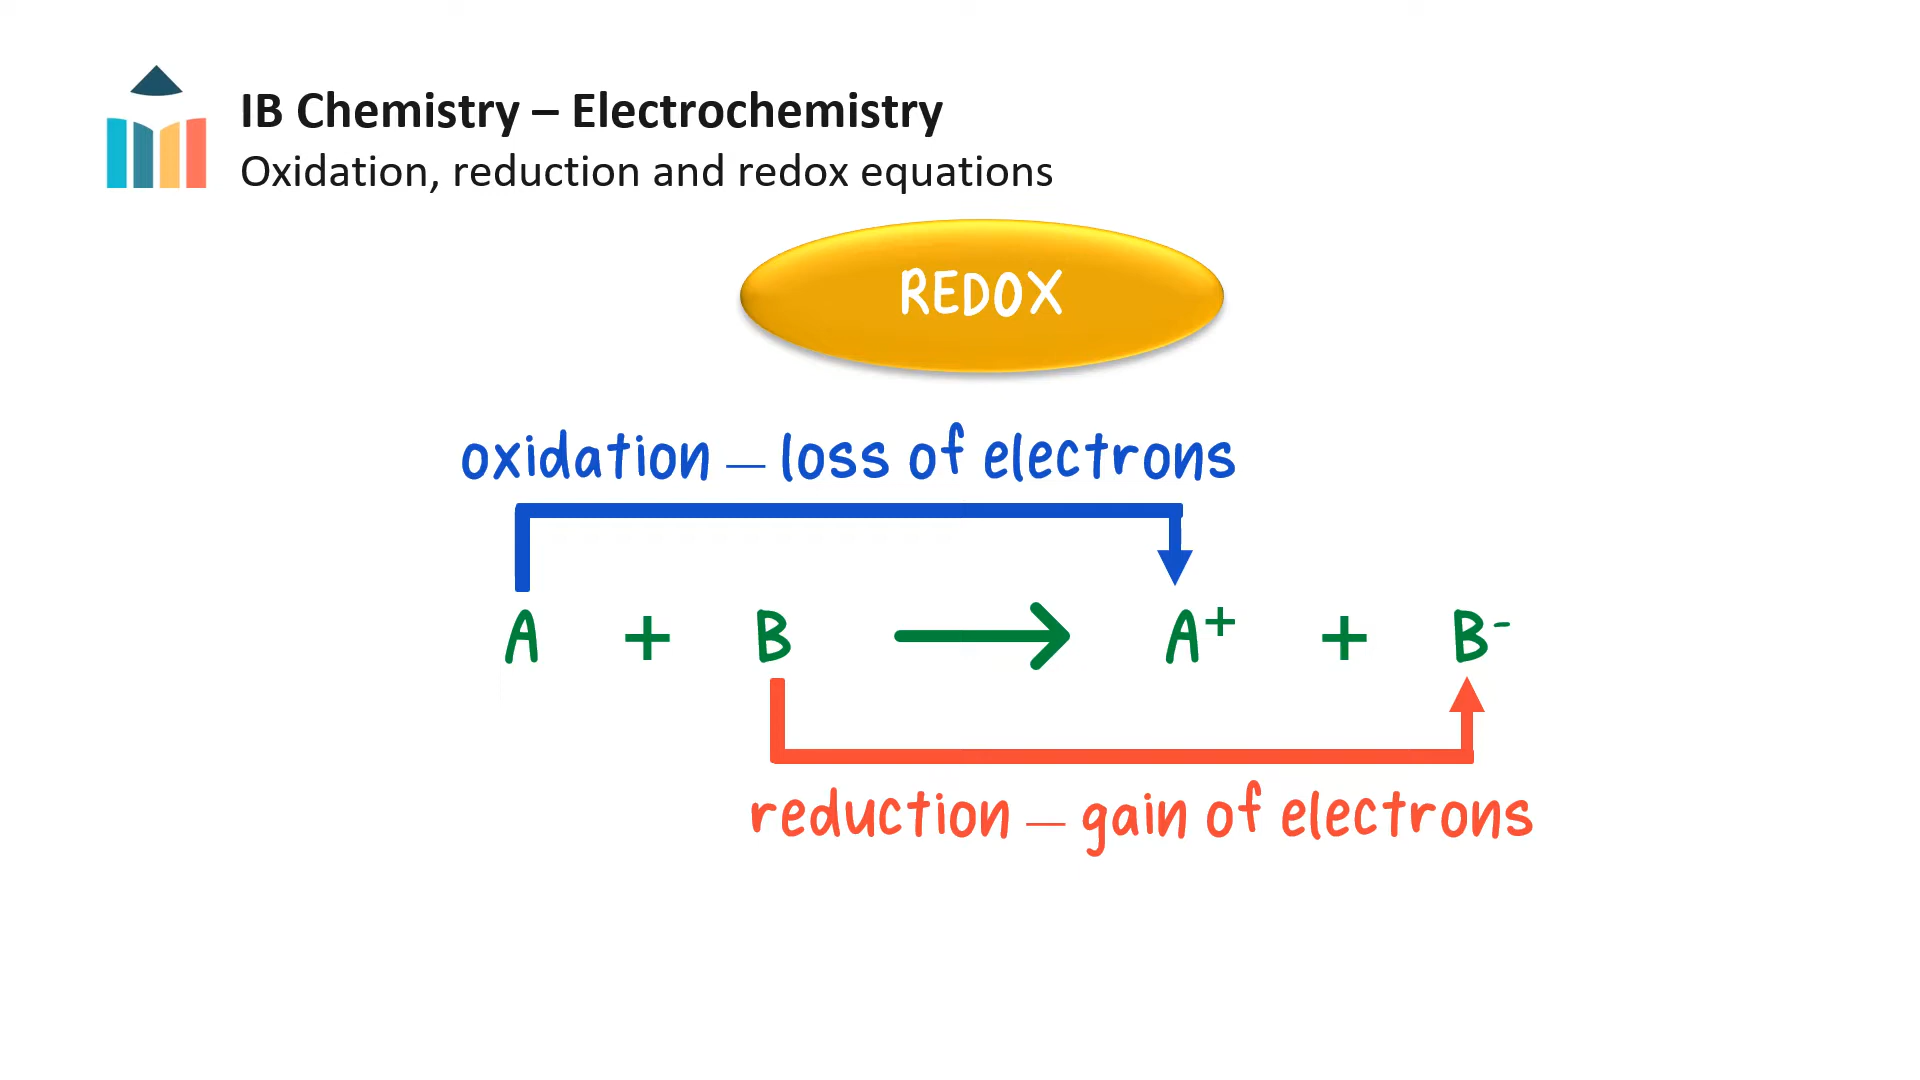 IB Chemistry – Electrochemistry
Oxidation, reduction and redox equations
REDOX
oxidation – loss of electrons
A + B → A⁺ + B⁻
reduction – gain of electrons